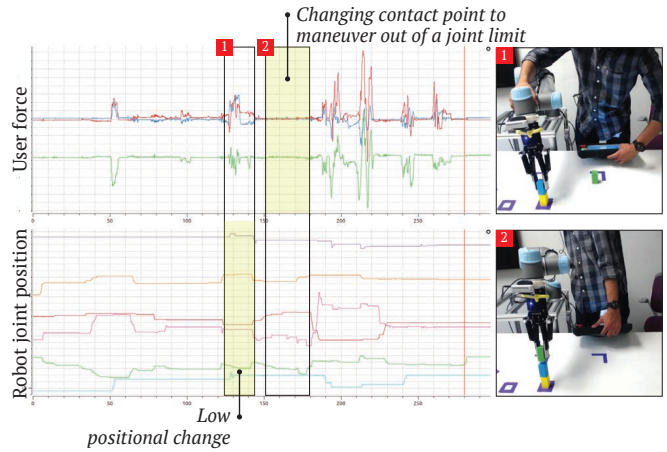 Changing contact point to
maneuver out of a joint limit
1
2
1
User force
0
50
100
150
200
250
2
Robot joint position
0
50
100
150
200
250
Low
positional change